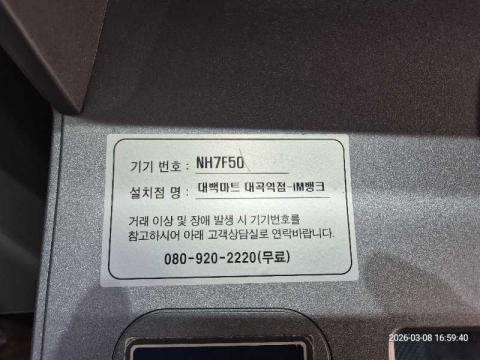 기기 번호 : NH7F50
설치점 명 : 대백마트 대곡역점-iM뱅크
거래 이상 및 장애 발생 시 기기번호를
참고하시어 아래 고객상담실로 연락바랍니다.
080-920-2220(무료)
2026-03-08 16:59:40